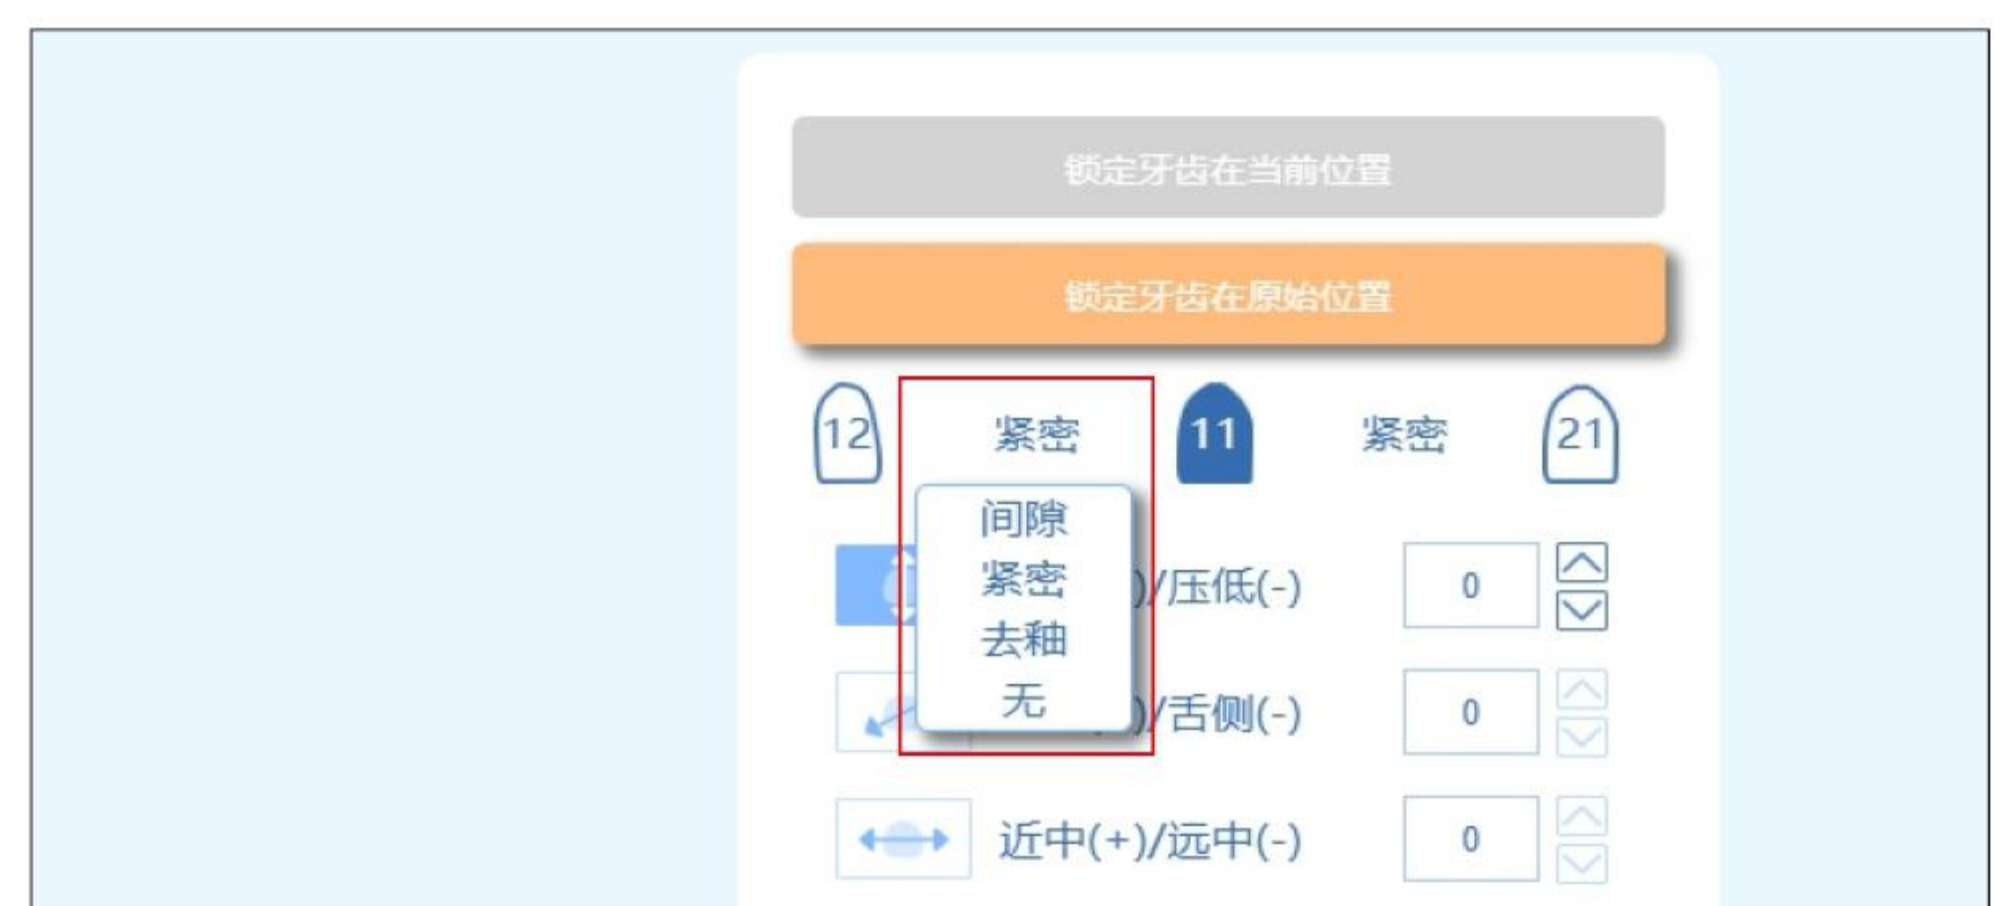 锁定牙齿在当前位置
锁定牙齿在原始位置
12 紧密 11 紧密 21
间隙
紧密
去釉
无
)/压低(-) 0
)/舌侧(-) 0
近中(+)/远中(-) 0